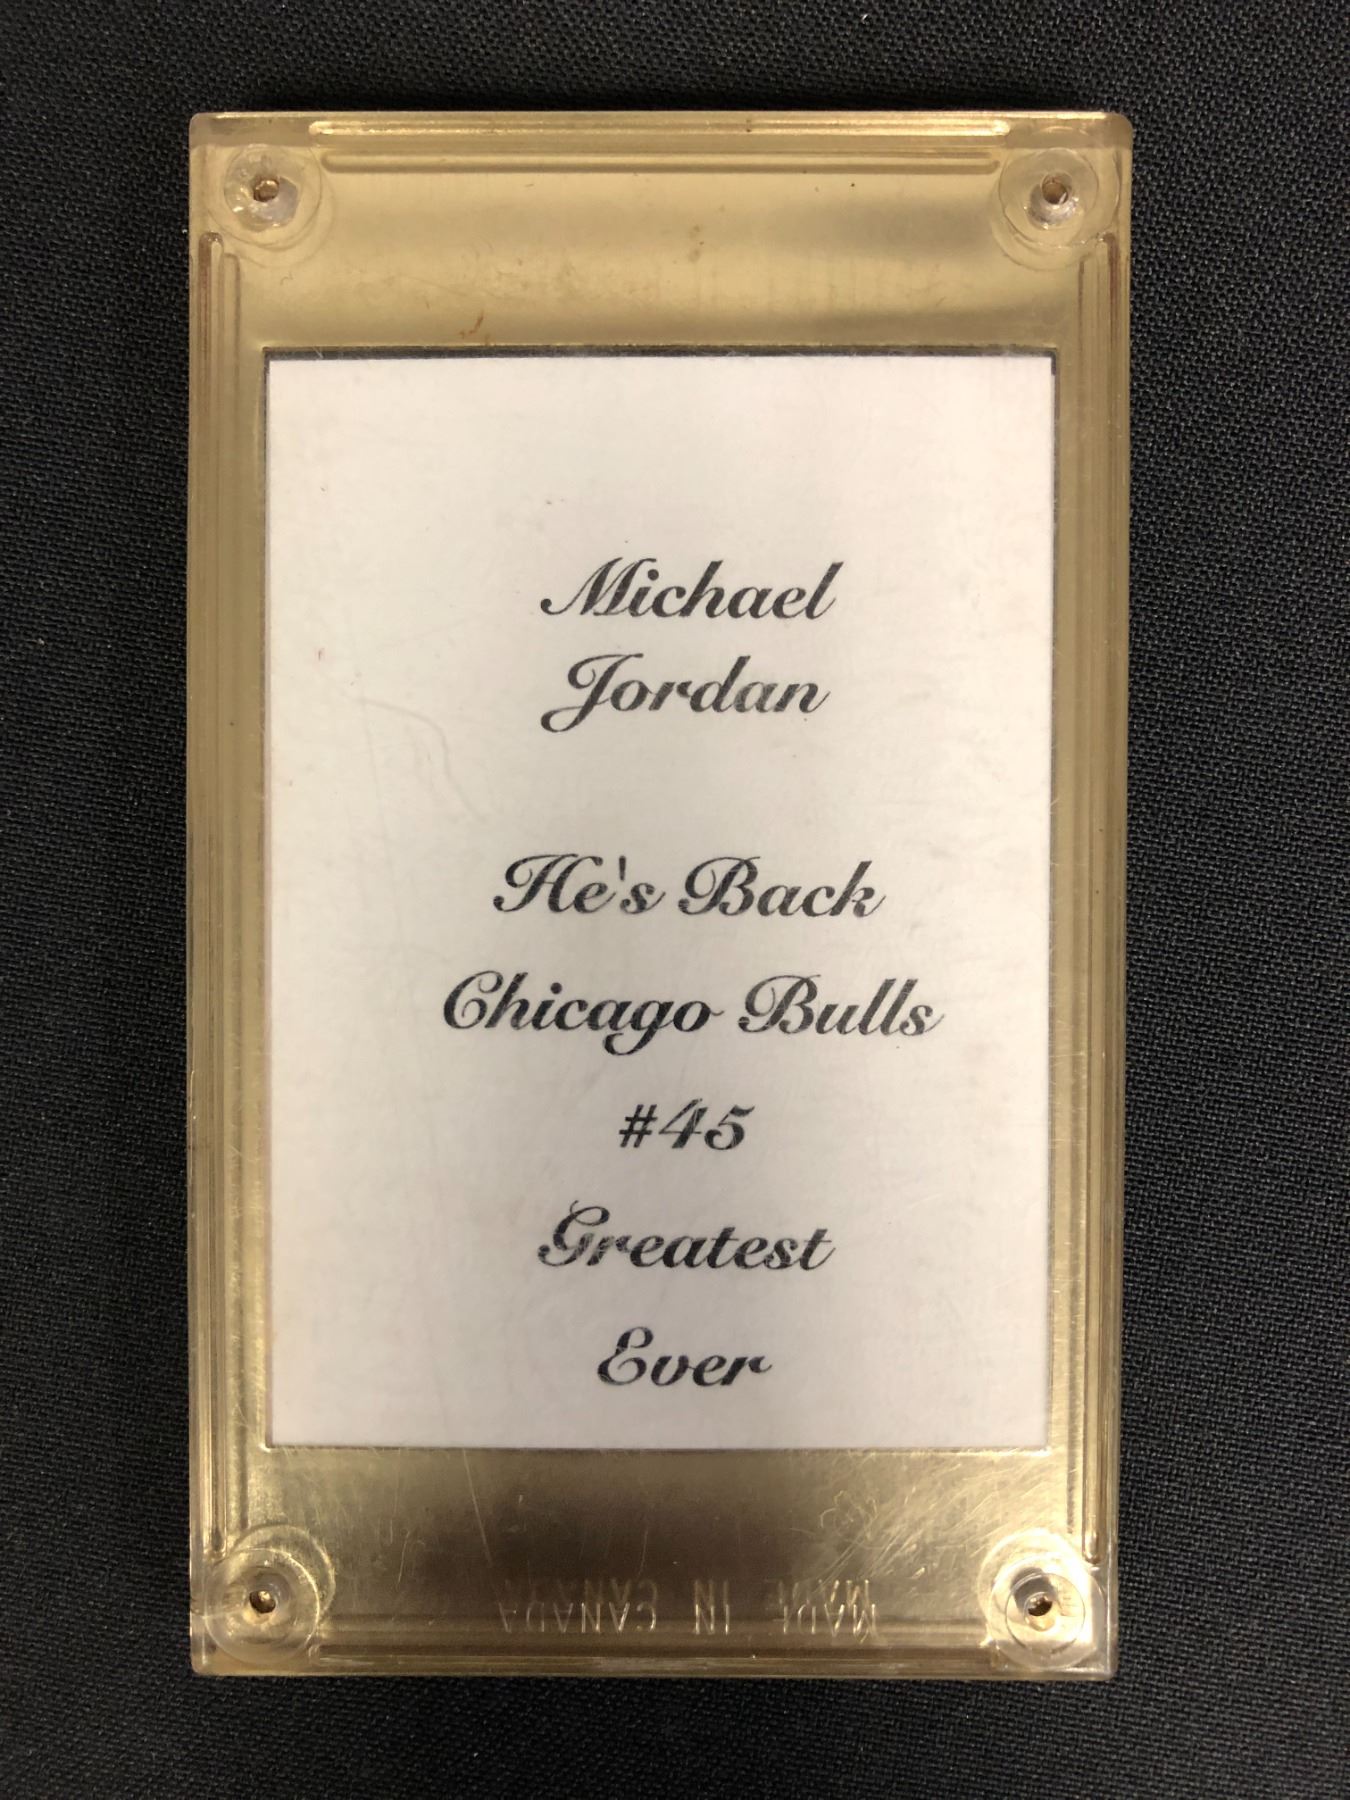 Michael
Jordan
He's Back
Chicago Bulls
#45
Greatest
Ever
MADE IN CANADA